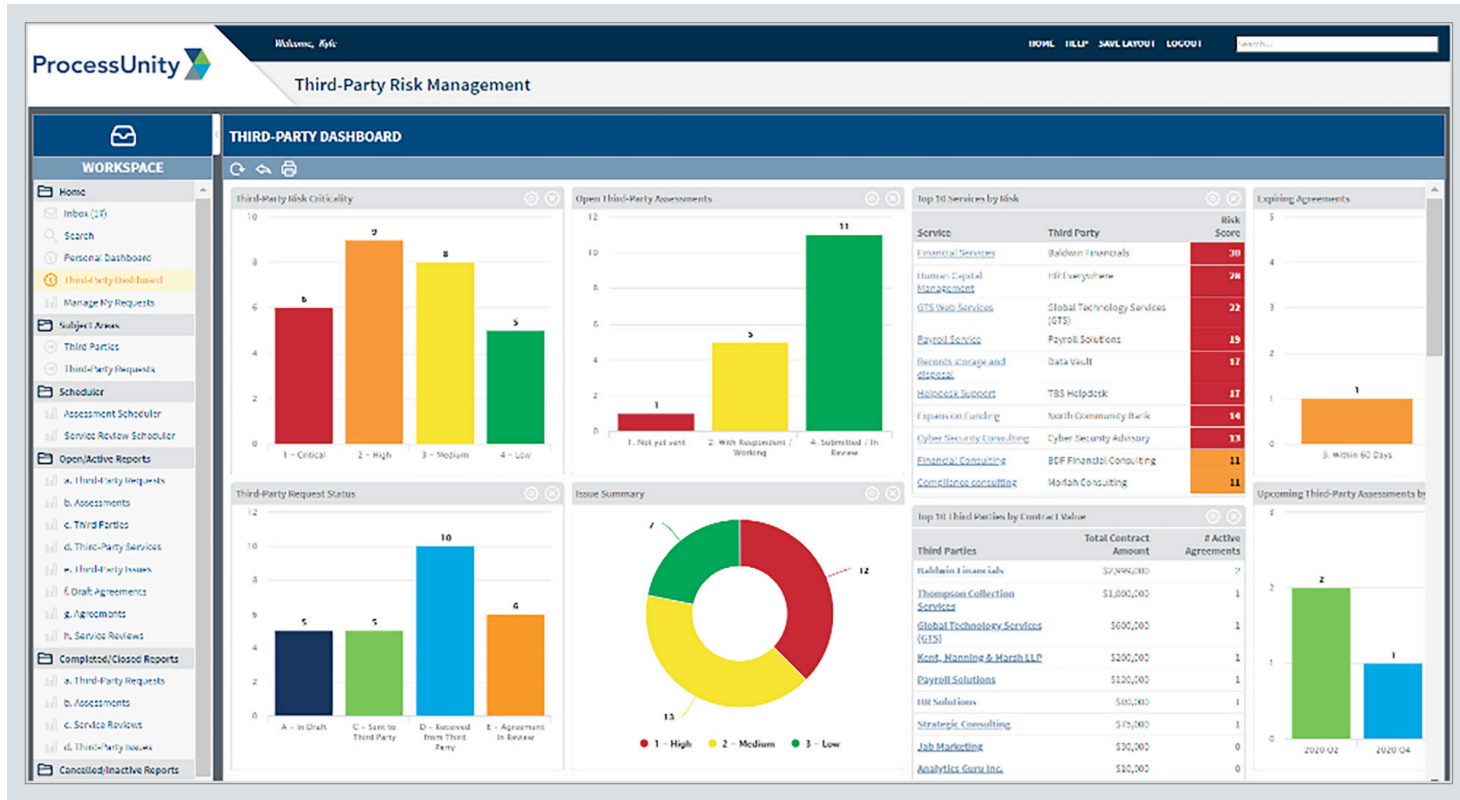 ProcessUnity
Welcome, Kyle
HOME HELP SAVE LAYOUT LOGOUT
Search...
Third-Party Risk Management
WORKSPACE
Home
Inbox (17)
Search
Personal Dashboard
Third-Party Dashboard
Manage My Requests
Subject Areas
Third Parties
Third-Party Requests
Scheduler
Assessment Scheduler
Service Review Scheduler
Open/Active Reports
a. Third-Party Requests
b. Assessments
c. Third Parties
d. Third-Party Services
e. Third-Party Issues
f. Draft Agreements
g. Agreements
h. Service Reviews
Completed/Closed Reports
a. Third-Party Requests
b. Assessments
c. Service Reviews
d. Third-Party Issues
Cancelled/Inactive Reports
THIRD-PARTY DASHBOARD
Third-Party Risk Criticality
10
8
6
4
2
0
6
9
8
5
1 – Critical
2 – High
3 – Medium
4 – Low
Open Third-Party Assessments
12
10
8
6
4
2
0
1
5
11
1. Not yet sent
2. With Respondent /
Working
4. Submitted / In
Review
Top 10 Services by Risk
Service Third Party Risk
Score
Financial Services Baldwin Financials 30
Human Capital
Management HR Everywhere 28
GTS Web Services Global Technology Services
(GTS) 22
Payroll Service Payroll Solutions 19
Records storage and
disposal Data Vault 17
Helpdesk Support TBS Helpdesk 17
Expansion Funding North Community Bank 14
Cyber Security Consulting Cyber Security Advisory 13
Financial Consulting BDF Financial Consulting 11
Compliance consulting Moriah Consulting 11
Expiring Agreements
5
4
3
2
1
0
1
3. Within 60 Days
Third-Party Request Status
12
10
8
6
4
2
0
5
5
10
6
A – In Draft
C – Sent to
Third Party
D – Received
from Third
Party
E – Agreement
in Review
Issue Summary
7
12
13
1 – High
2 – Medium
3 – Low
Top 10 Third Parties by Contract Value
Third Parties Total Contract
Amount # Active
Agreements
Baldwin Financials $2,999,000 2
Thompson Collection
Services $1,000,000 1
Global Technology Services
(GTS) $600,000 1
Kent, Manning & Marsh LLP $200,000 1
Payroll Solutions $120,000 1
HR Solutions $80,000 1
Strategic Consulting $75,000 1
Jab Marketing $30,000 0
Analytics Guru Inc. $10,000 0
Upcoming Third-Party Assessments by
3
2
1
0
2
1
2020 Q2
2020 Q4